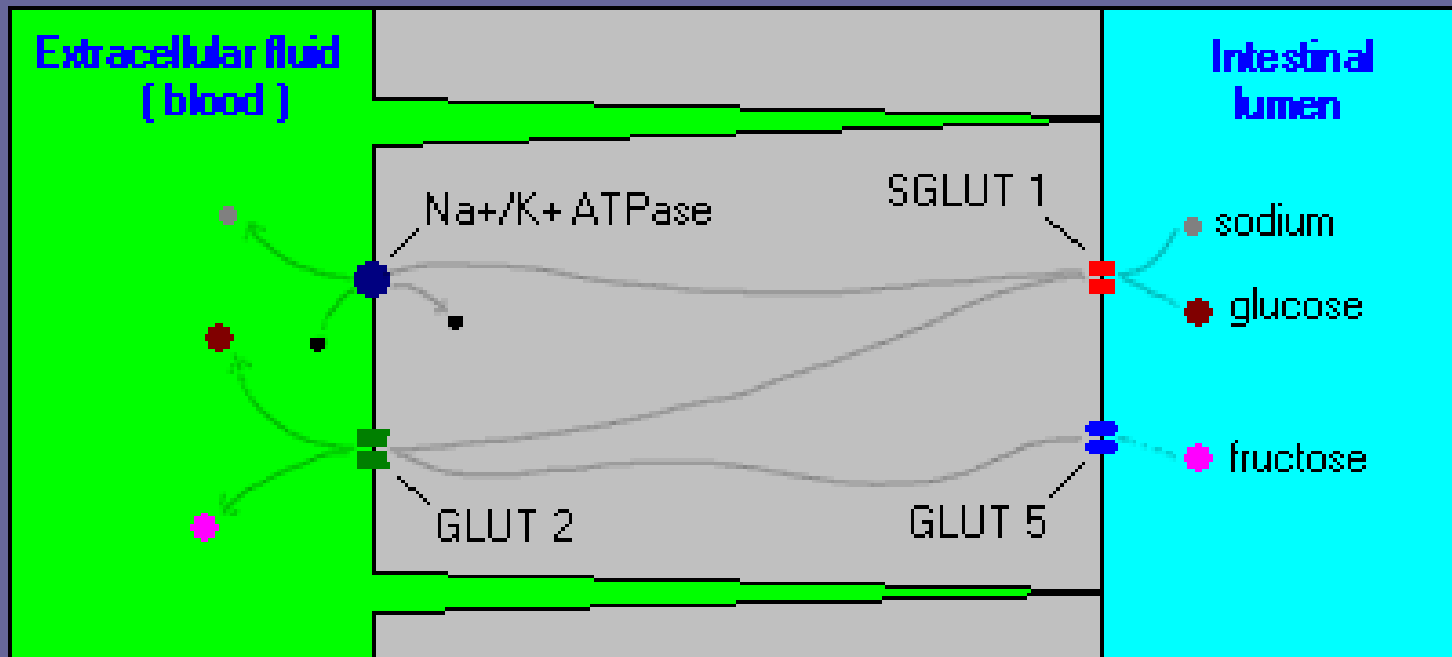 Extracellular fluid
( blood )
Intestinal
lumen
Na+/K+ ATPase
SGLUT 1
sodium
glucose
fructose
GLUT 2
GLUT 5